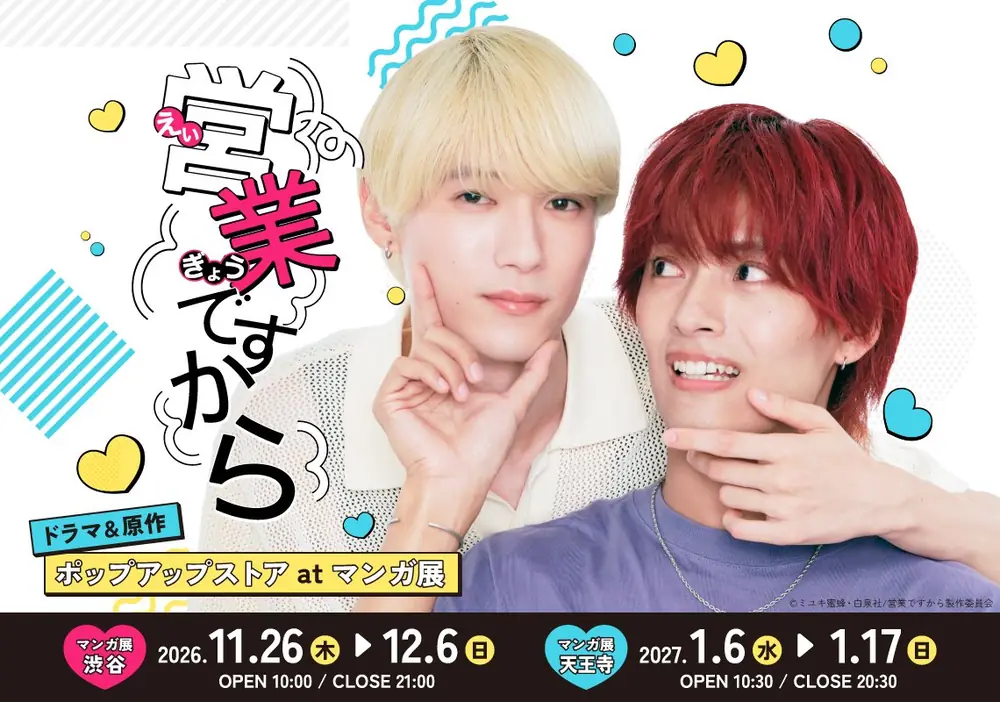 営業ですから
えい
ぎょう
ドラマ&原作
ポップアップストア at マンガ展
©ミユキ蜜蜂・白泉社/営業ですから製作委員会
マンガ展
渋谷
2026.11.26 木 ▶ 12.6 日
OPEN 10:00 / CLOSE 21:00
マンガ展
天王寺
2027.1.6 水 ▶ 1.17 日
OPEN 10:30 / CLOSE 20:30